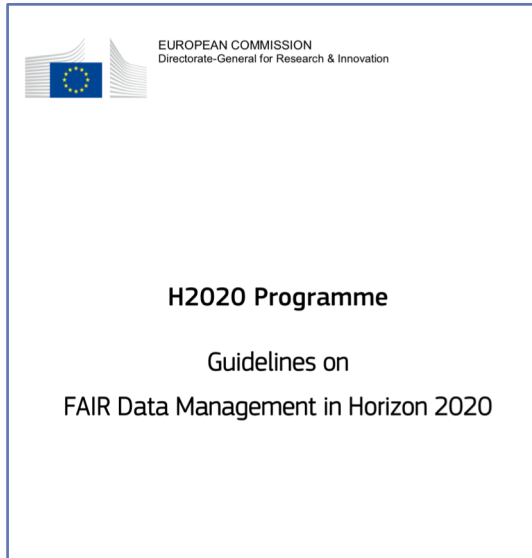 EUROPEAN COMMISSION
Directorate-General for Research & Innovation
H2020 Programme
Guidelines on
FAIR Data Management in Horizon 2020